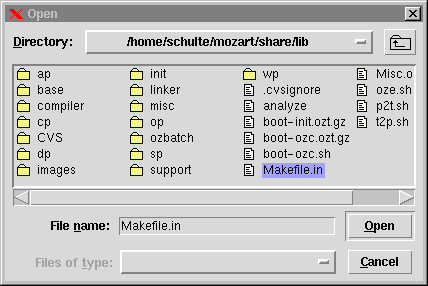 Open
Directory: /home/schulte/mozart/share/lib
ap init wp Misc.o
base linker .cvsignore oze.sh
compiler misc analyze p2t.sh
cp op boot-init.ozt.gz t2p.sh
CVS ozbatch boot-ozc.ozt.gz
dp sp boot-ozc.sh
images support Makefile.in
File name: Makefile.in Open
Files of type: Cancel